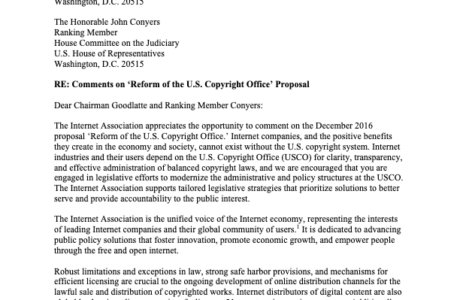 Washington, D.C. 20515
The Honorable John Conyers
Ranking Member
House Committee on the Judiciary
U.S. House of Representatives
Washington, D.C. 20515
RE: Comments on ‘Reform of the U.S. Copyright Office’ Proposal
Dear Chairman Goodlatte and Ranking Member Conyers:
The Internet Association appreciates the opportunity to comment on the December 2016
proposal ‘Reform of the U.S. Copyright Office.’ Internet companies, and the positive benefits
they create in the economy and society, cannot exist without the U.S. copyright system. Internet
industries and their users depend on the U.S. Copyright Office (USCO) for clarity, transparency,
and effective administration of balanced copyright laws, and we are encouraged that you are
engaged in legislative efforts to modernize the administrative and policy structures at the USCO.
The Internet Association supports tailored legislative strategies that prioritize solutions to better
serve and provide accountability to the public interest.
The Internet Association is the unified voice of the Internet economy, representing the interests
of leading Internet companies and their global community of users.1 It is dedicated to advancing
public policy solutions that foster innovation, promote economic growth, and empower people
through the free and open internet.
Robust limitations and exceptions in law, strong safe harbor provisions, and mechanisms for
efficient licensing are crucial to the ongoing development of online distribution channels for the
lawful sale and distribution of copyrighted works. Internet distributors of digital content are also